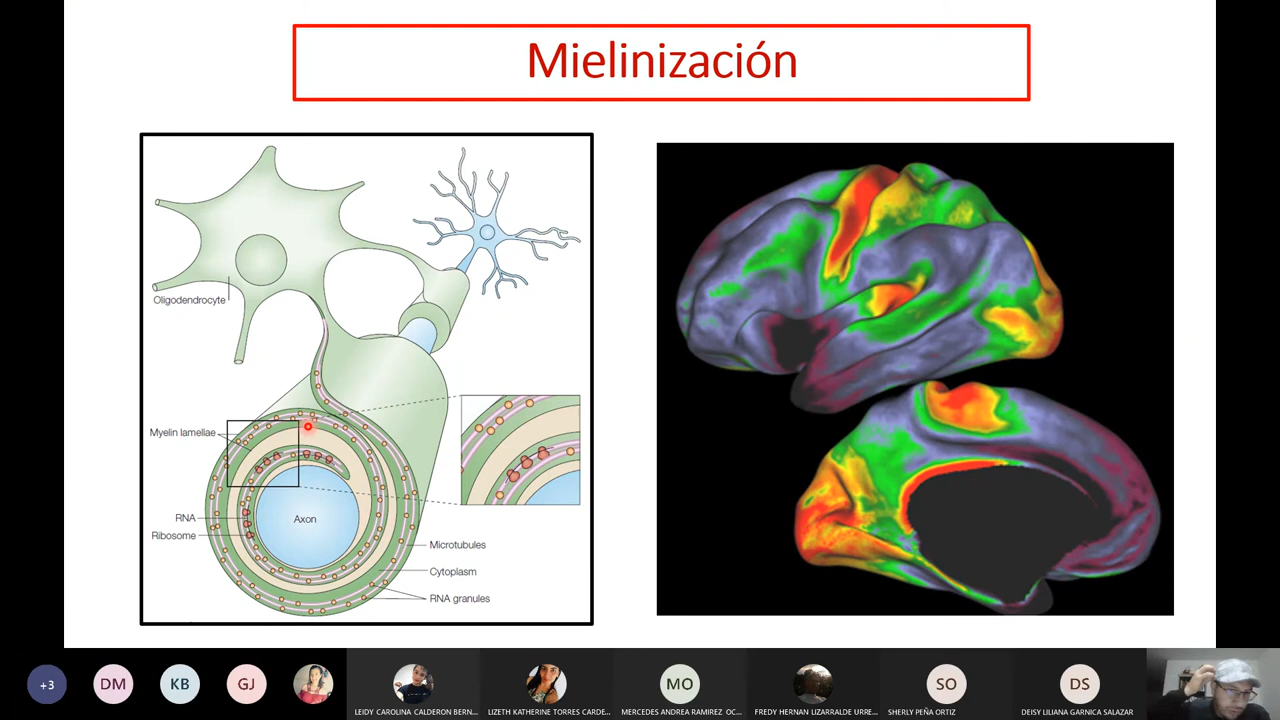 Mielinización
Oligodendrocyte
Myelin lamellae
RNA
Ribosome
Axon
Microtubules
Cytoplasm
RNA granules
+3
DM
KB
GJ
MO
SO
DS
LEIDY CAROLINA CALDERON BERN...
LIZETH KATHERINE TORRES CARDE...
MERCEDES ANDREA RAMIREZ OC...
FREDY HERNAN LIZARRALDE URRE...
SHERLY PEÑA ORTIZ
DEISY LILIANA GARNICA SALAZAR